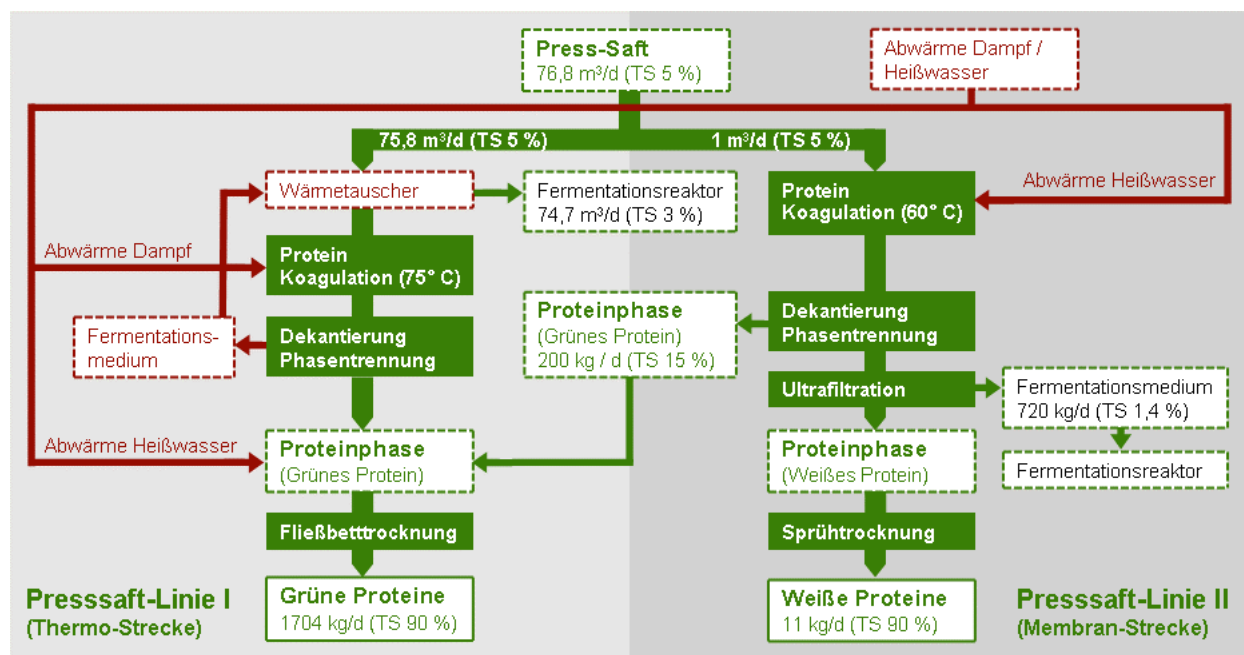 Press-Saft
76,8 m³/d (TS 5 %)
Abwärme Dampf /
Heißwasser
75,8 m³/d (TS 5 %)
1 m³/d (TS 5 %)
Wärmetauscher
Fermentationsreaktor
74,7 m³/d (TS 3 %)
Protein
Koagulation (60° C)
Abwärme Heißwasser
Abwärme Dampf
Protein
Koagulation (75° C)
Fermentations-
medium
Dekantierung
Phasentrennung
Proteinphase
(Grünes Protein)
200 kg / d (TS 15 %)
Dekantierung
Phasentrennung
Ultrafiltration
Fermentationsmedium
720 kg/d (TS 1,4 %)
Abwärme Heißwasser
Proteinphase
(Grünes Protein)
Proteinphase
(Weißes Protein)
Fermentationsreaktor
Fließbetttrocknung
Sprühtrocknung
Presssaft-Linie I
(Thermo-Strecke)
Grüne Proteine
1704 kg/d (TS 90 %)
Weiße Proteine
11 kg/d (TS 90 %)
Presssaft-Linie II
(Membran-Strecke)